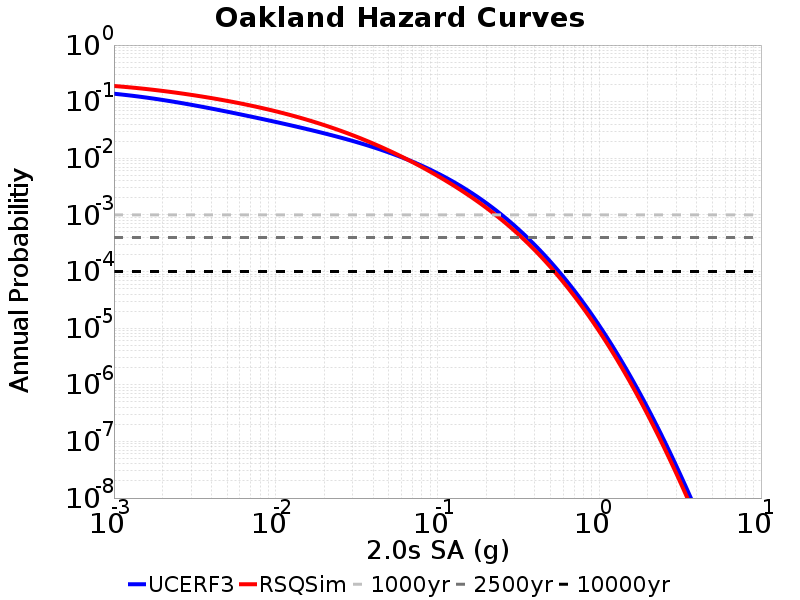 Oakland Hazard Curves
10^0
10^-1
10^-2
10^-3
10^-4
10^-5
10^-6
10^-7
10^-8
Annual Probabilitiy
10^-3 10^-2 10^-1 10^0 10^1
2.0s SA (g)
UCERF3 RSQSim 1000yr 2500yr 10000yr